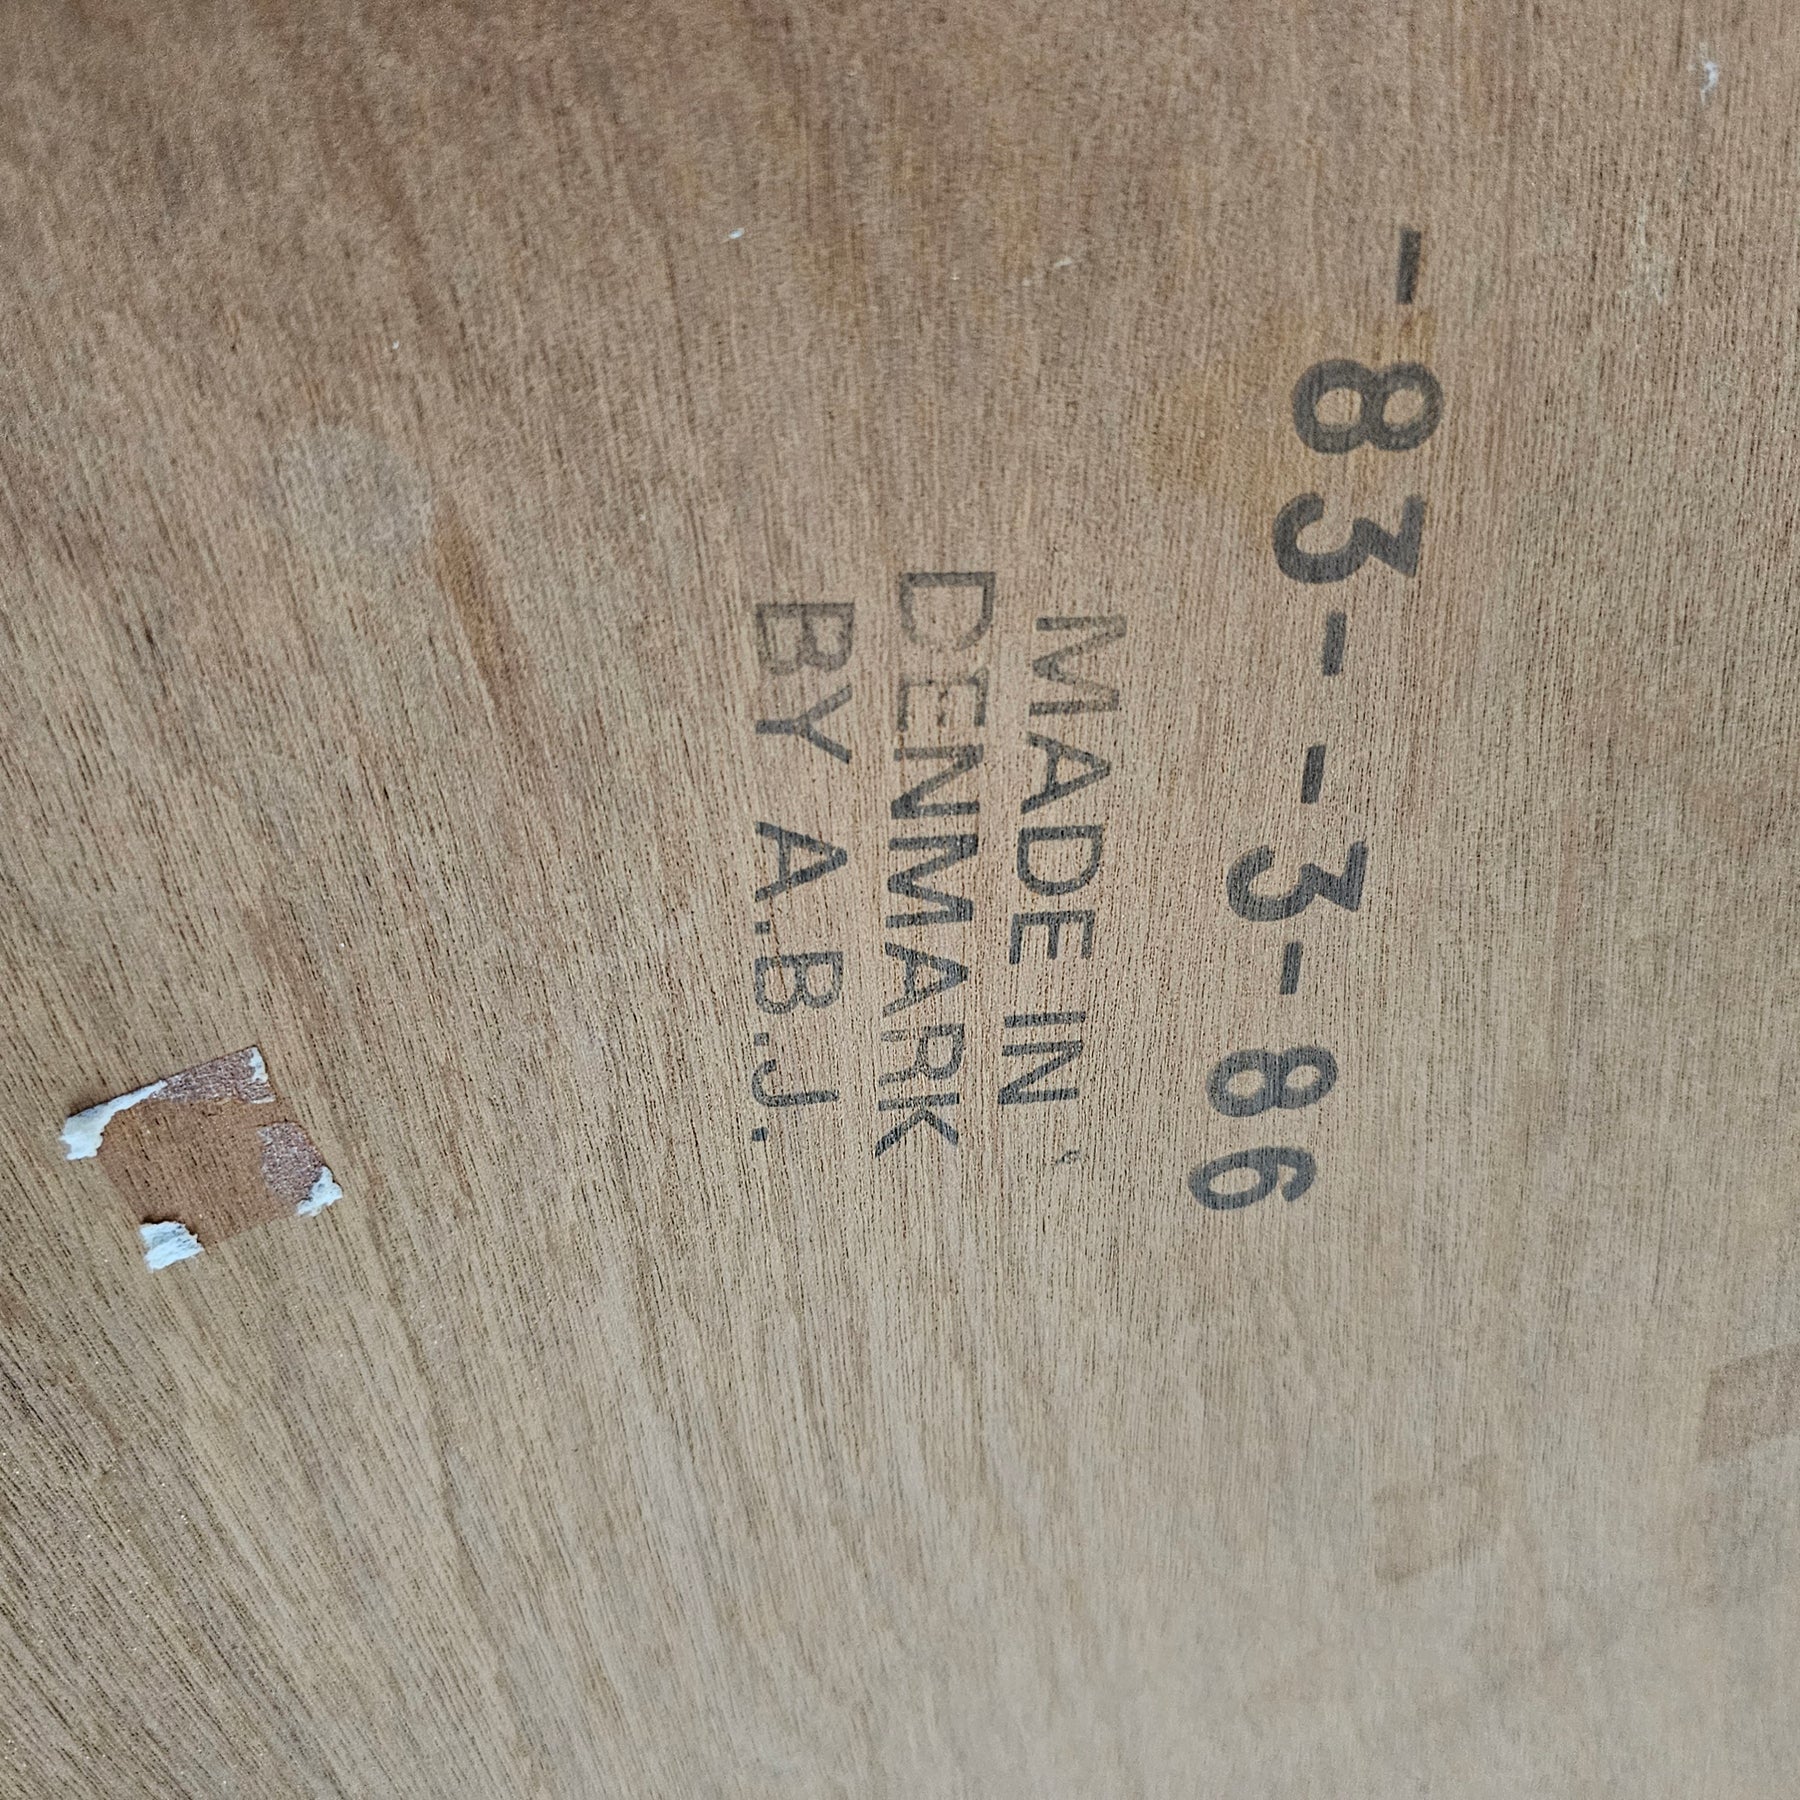 -83--3-86
MADE IN
DENMARK
BY A.B.J.